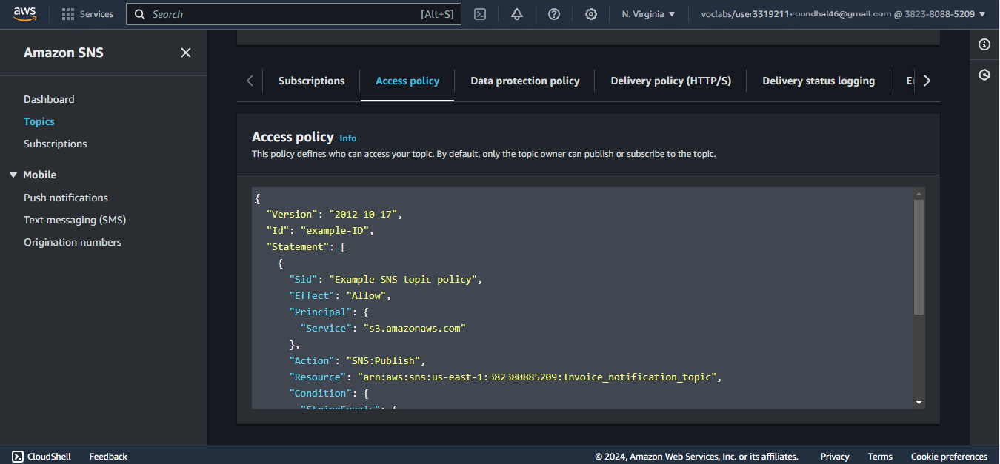 aws
Services
Search
[Alt+S]
N. Virginia
voclabs/user3319211=roundhal46@gmail.com @ 3823-8088-5209
Amazon SNS
Dashboard
Topics
Subscriptions
Mobile
Push notifications
Text messaging (SMS)
Origination numbers
Subscriptions
Access policy
Data protection policy
Delivery policy (HTTP/S)
Delivery status logging
Access policy Info
This policy defines who can access your topic. By default, only the topic owner can publish or subscribe to the topic.
{
"Version": "2012-10-17",
"Id": "example-ID",
"Statement": [
{
"Sid": "Example SNS topic policy",
"Effect": "Allow",
"Principal": {
"Service": "s3.amazonaws.com"
},
"Action": "SNS:Publish",
"Resource": "arn:aws:sns:us-east-1:382380885209:Invoice_notification_topic",
"Condition": {
"StringEquals": {
CloudShell
Feedback
© 2024, Amazon Web Services, Inc. or its affiliates.
Privacy
Terms
Cookie preferences